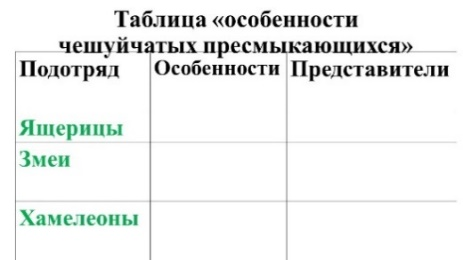 Таблица «особенности
чешуйчатых пресмыкающихся»
Подотряд Особенности Представители
Ящерицы
Змеи
Хамелеоны